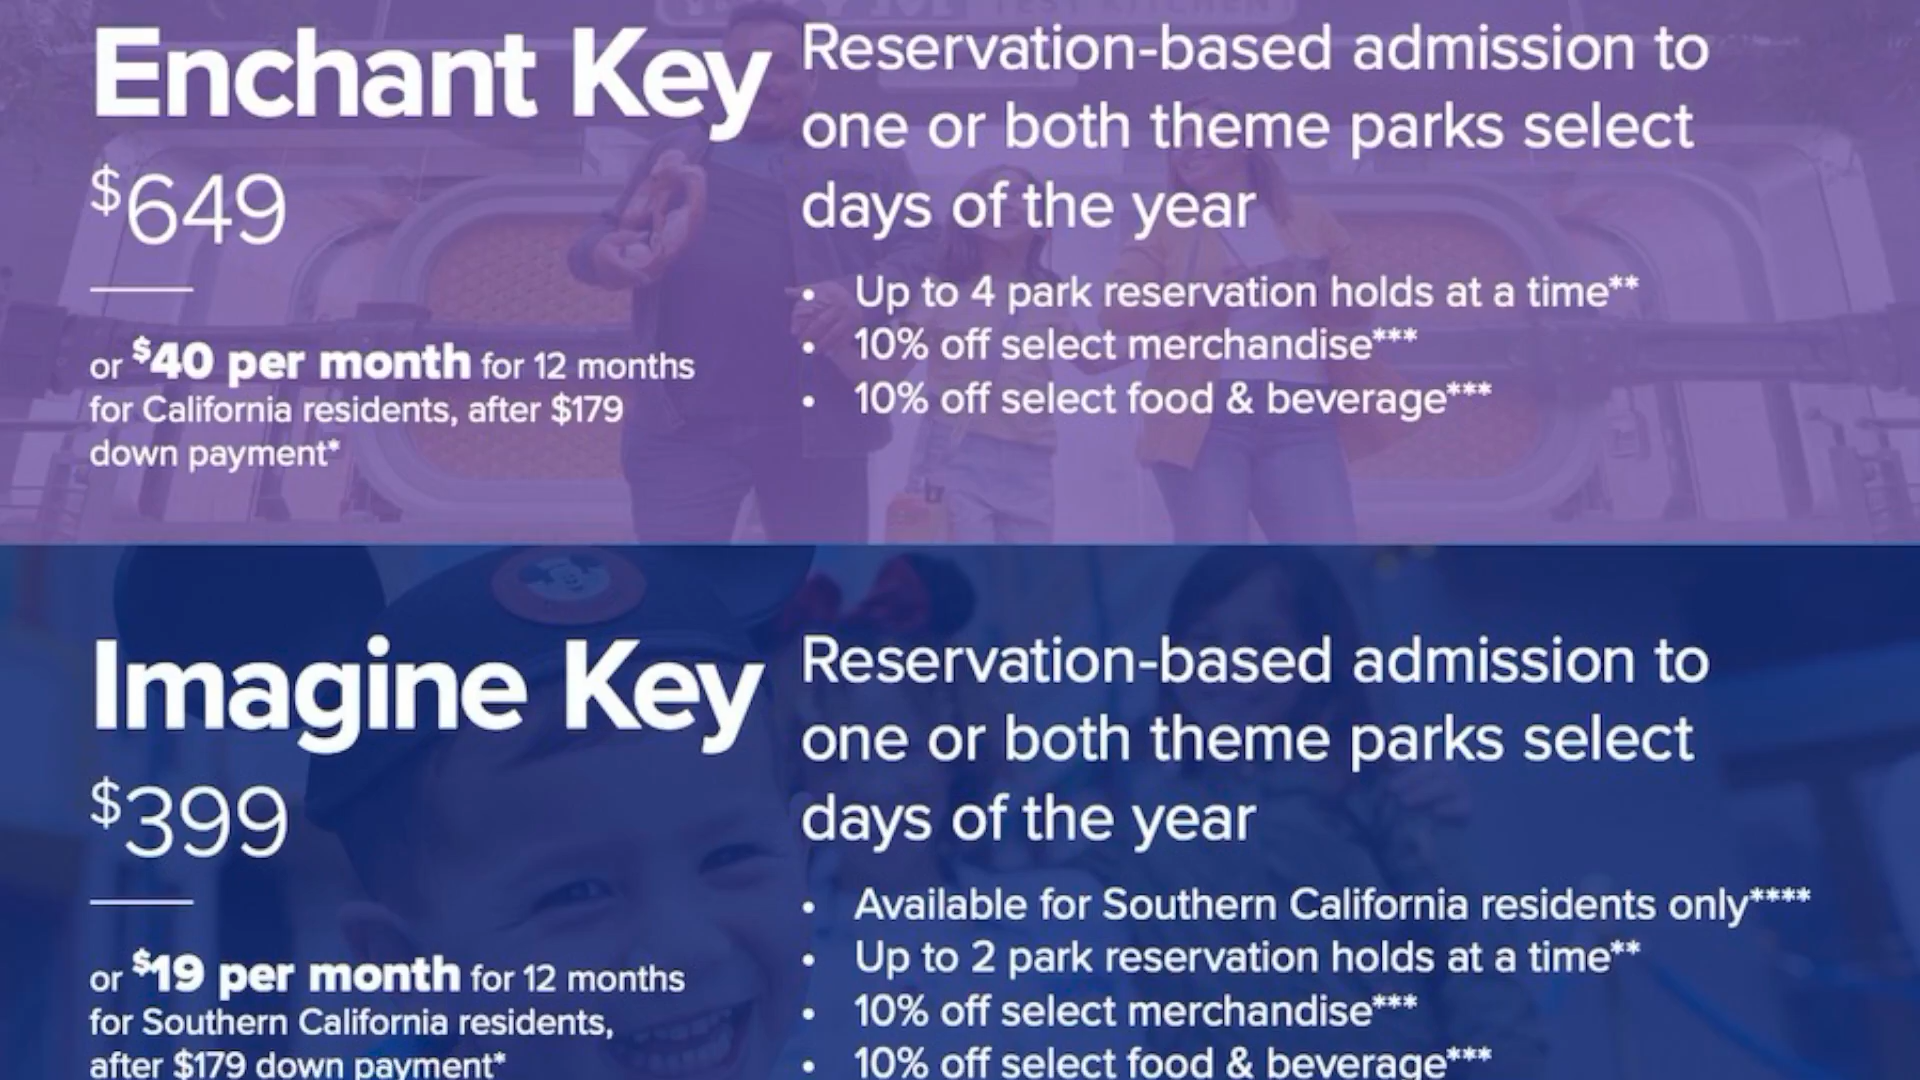 TEST KITCHEN
Enchant Key
$649
or $40 per month for 12 months
for California residents, after $179
down payment*
Reservation-based admission to
one or both theme parks select
days of the year
• Up to 4 park reservation holds at a time**
• 10% off select merchandise***
• 10% off select food & beverage***
Imagine Key
$399
or $19 per month for 12 months
for Southern California residents,
after $179 down payment*
Reservation-based admission to
one or both theme parks select
days of the year
• Available for Southern California residents only****
• Up to 2 park reservation holds at a time**
• 10% off select merchandise***
• 10% off select food & beverage***